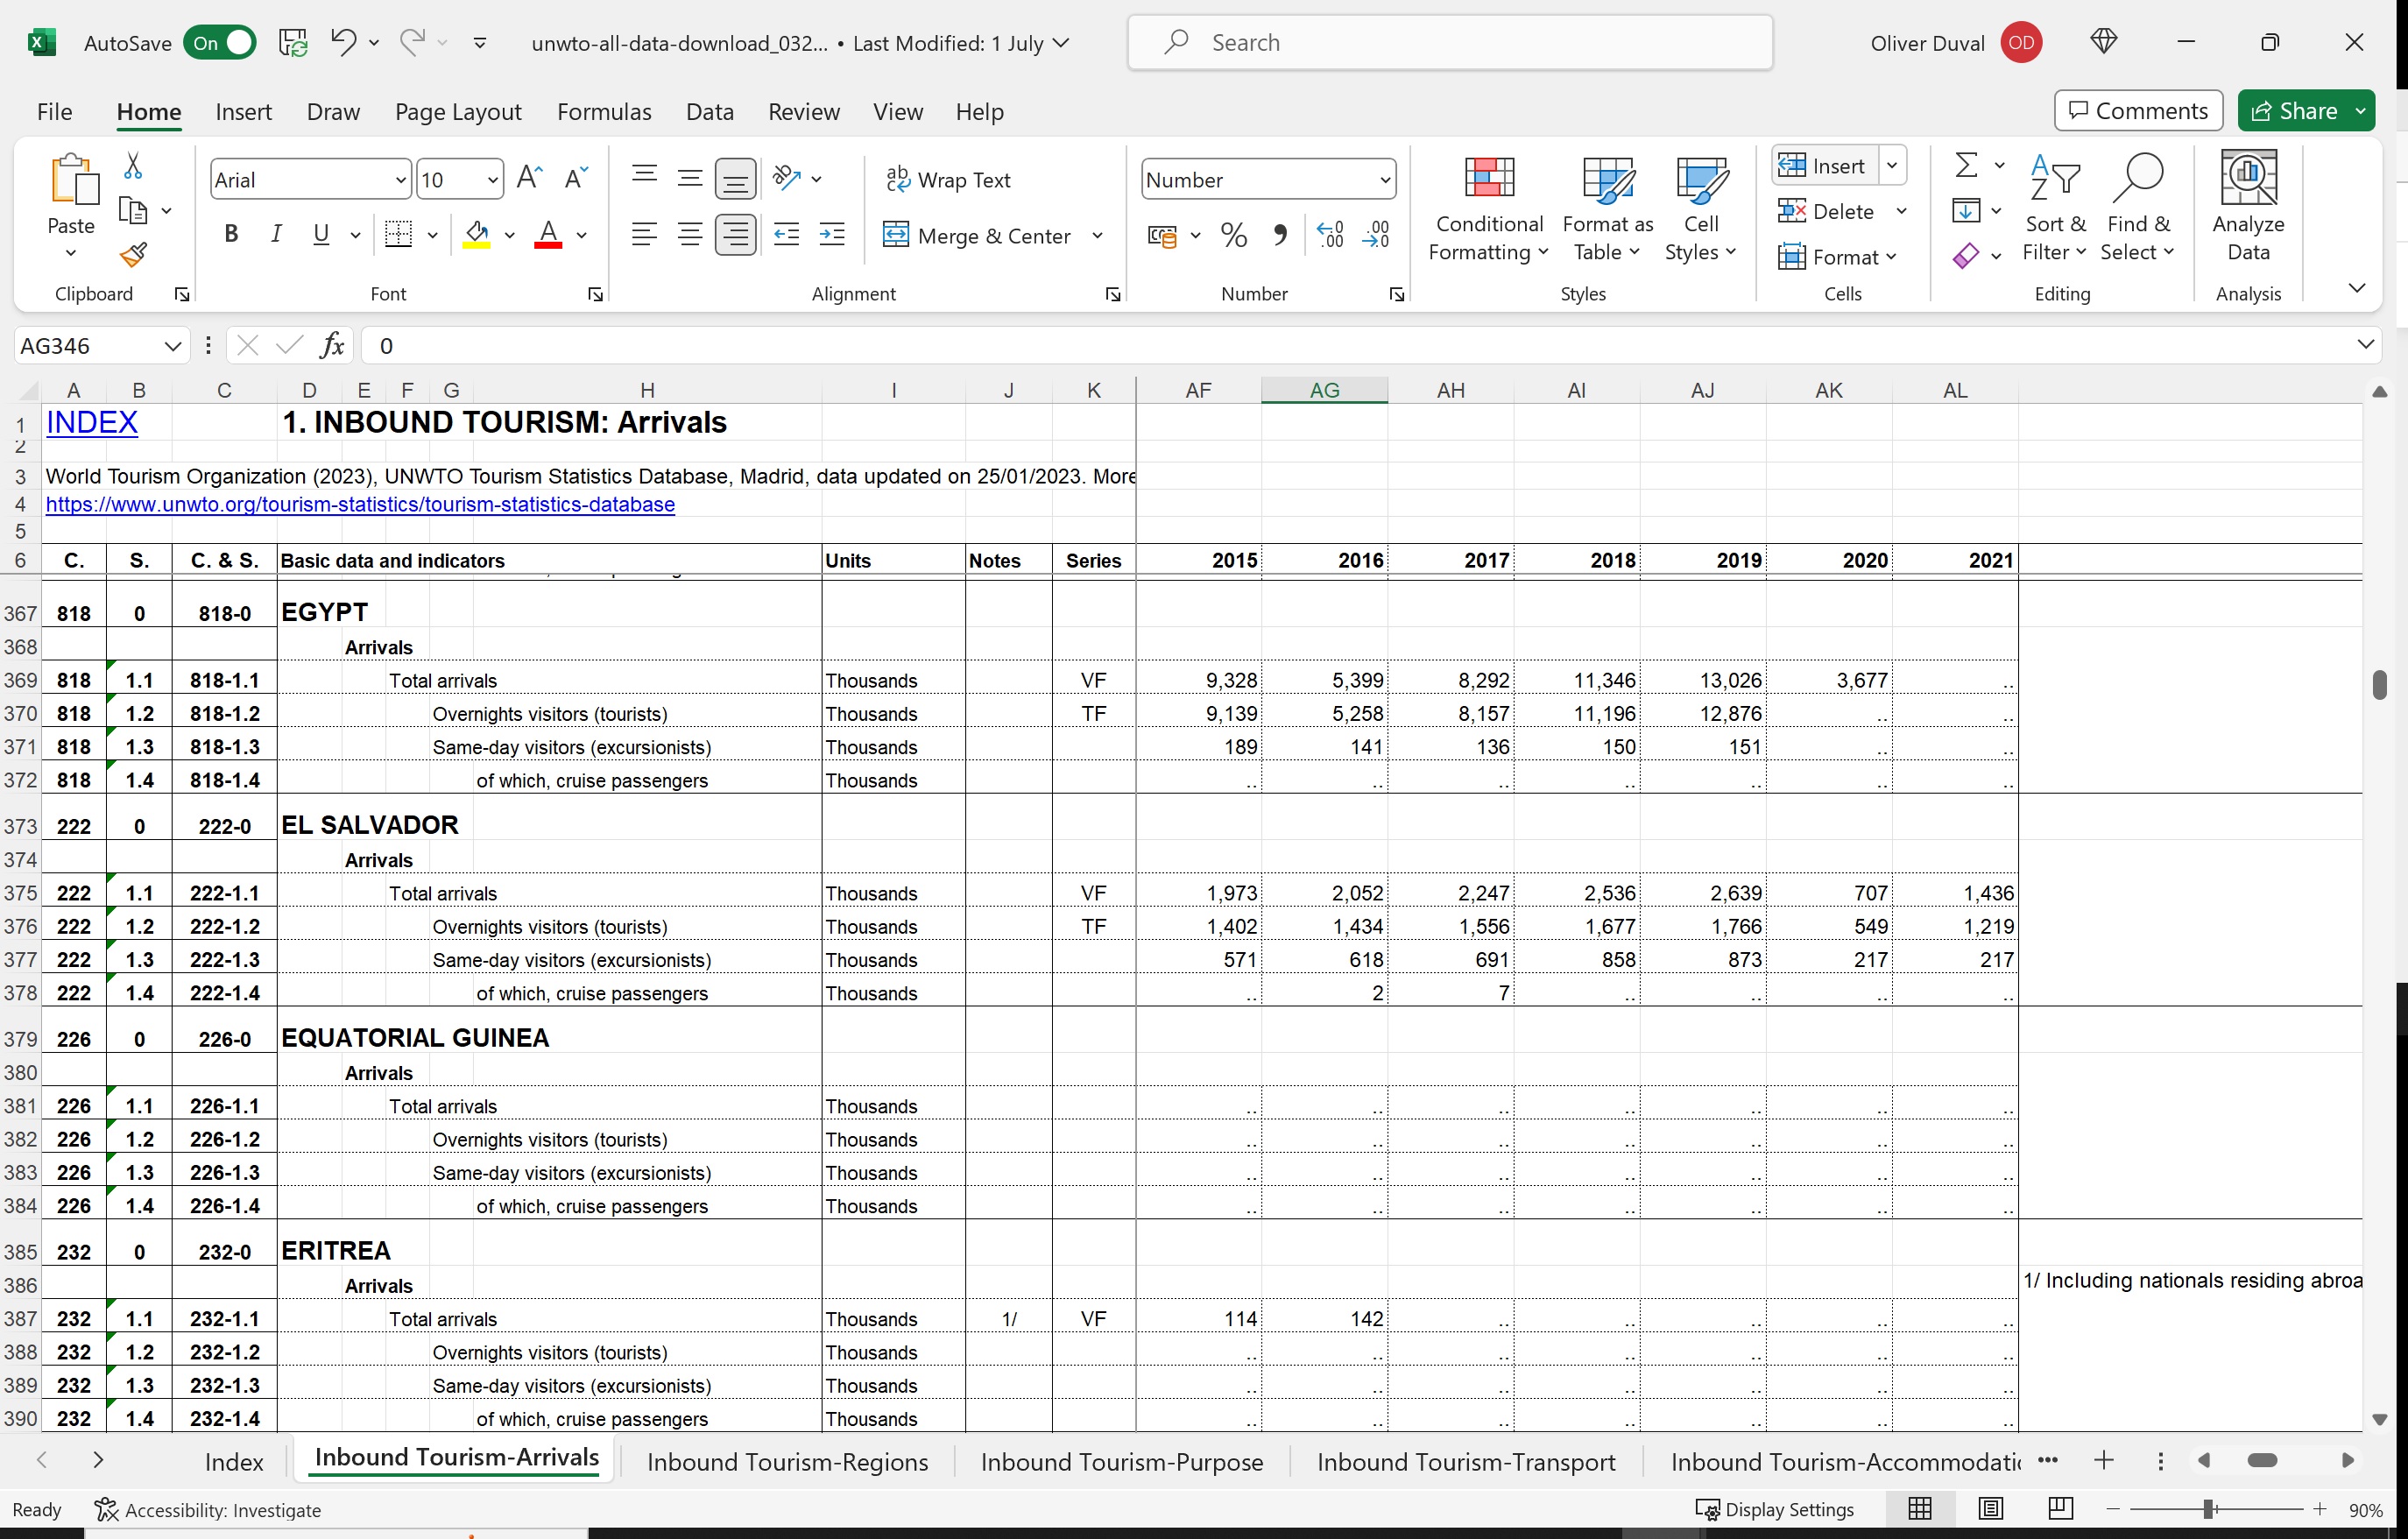 AutoSave On unwto-all-data-download_032... • Last Modified: 1 July Search Oliver Duval OD
File Home Insert Draw Page Layout Formulas Data Review View Help Comments Share
Paste Arial 10 Wrap Text Number Conditional Formatting Format as Table Cell Styles Insert Sort & Filter Find & Select Analyze Data
B I U Merge & Center % Delete
Format
Clipboard Font Alignment Number Styles Cells Editing Analysis
AG346 fx 0
A B C D E F G H I J K AF AG AH AI AJ AK AL
1 INDEX 1. INBOUND TOURISM: Arrivals
2
3 World Tourism Organization (2023), UNWTO Tourism Statistics Database, Madrid, data updated on 25/01/2023. More
4 https://www.unwto.org/tourism-statistics/tourism-statistics-database
5
6 C. S. C. & S. Basic data and indicators Units Notes Series 2015 2016 2017 2018 2019 2020 2021
367 818 0 818-0 EGYPT
368 Arrivals
369 818 1.1 818-1.1 Total arrivals Thousands VF 9,328 5,399 8,292 11,346 13,026 3,677 ..
370 818 1.2 818-1.2 Overnights visitors (tourists) Thousands TF 9,139 5,258 8,157 11,196 12,876 .. ..
371 818 1.3 818-1.3 Same-day visitors (excursionists) Thousands 189 141 136 150 151 .. ..
372 818 1.4 818-1.4 of which, cruise passengers Thousands .. .. .. .. .. .. ..
373 222 0 222-0 EL SALVADOR
374 Arrivals
375 222 1.1 222-1.1 Total arrivals Thousands VF 1,973 2,052 2,247 2,536 2,639 707 1,436
376 222 1.2 222-1.2 Overnights visitors (tourists) Thousands TF 1,402 1,434 1,556 1,677 1,766 549 1,219
377 222 1.3 222-1.3 Same-day visitors (excursionists) Thousands 571 618 691 858 873 217 217
378 222 1.4 222-1.4 of which, cruise passengers Thousands .. 2 7 .. .. .. ..
379 226 0 226-0 EQUATORIAL GUINEA
380 Arrivals
381 226 1.1 226-1.1 Total arrivals Thousands .. .. .. .. .. .. ..
382 226 1.2 226-1.2 Overnights visitors (tourists) Thousands .. .. .. .. .. .. ..
383 226 1.3 226-1.3 Same-day visitors (excursionists) Thousands .. .. .. .. .. .. ..
384 226 1.4 226-1.4 of which, cruise passengers Thousands .. .. .. .. .. .. ..
385 232 0 232-0 ERITREA
386 Arrivals 1/ Including nationals residing abroa
387 232 1.1 232-1.1 Total arrivals Thousands 1/ VF 114 142 .. .. .. .. ..
388 232 1.2 232-1.2 Overnights visitors (tourists) Thousands .. .. .. .. .. .. ..
389 232 1.3 232-1.3 Same-day visitors (excursionists) Thousands .. .. .. .. .. .. ..
390 232 1.4 232-1.4 of which, cruise passengers Thousands .. .. .. .. .. .. ..
Index Inbound Tourism-Arrivals Inbound Tourism-Regions Inbound Tourism-Purpose Inbound Tourism-Transport Inbound Tourism-Accommodatio
Ready Accessibility: Investigate Display Settings 90%